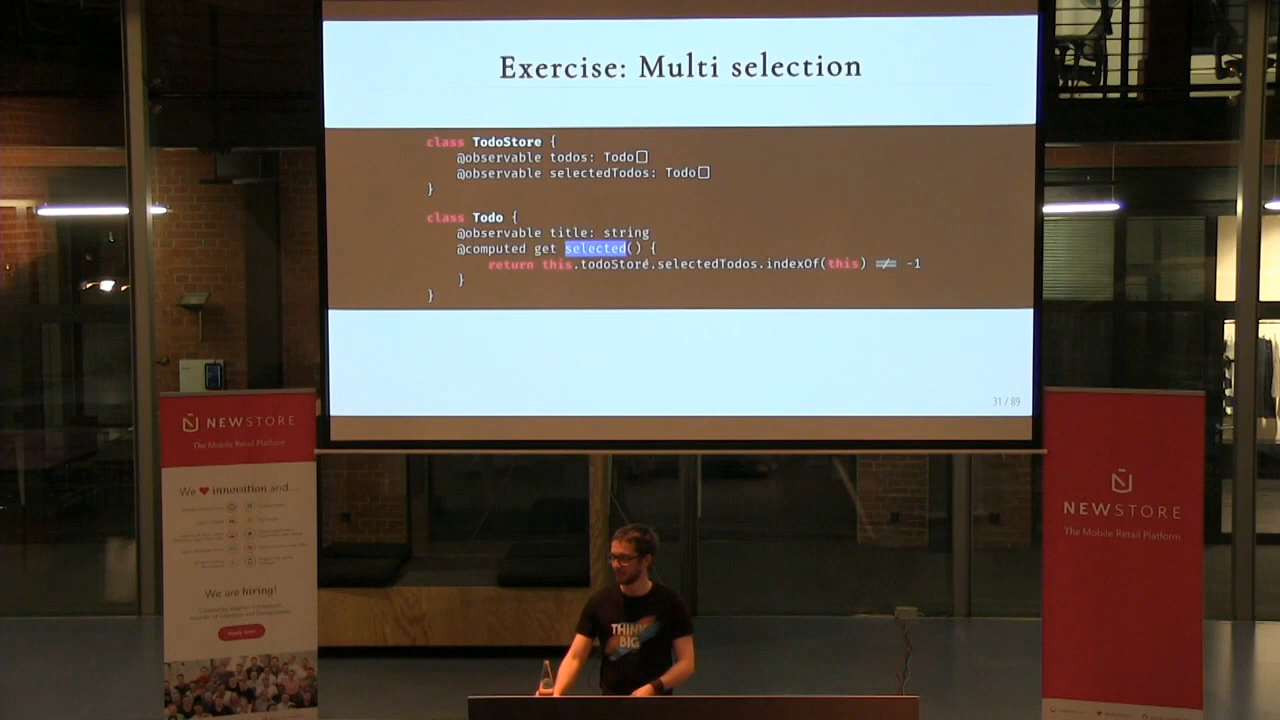 Exercise: Multi selection
class TodoStore {
@observable todos: Todo[]
@observable selectedTodos: Todo[]
}
class Todo {
@observable title: string
@computed get selected() {
return this.todoStore.selectedTodos.indexOf(this) !== -1
}
}
31 / 89
NEWSTORE
The Mobile Retail Platform
We ♥ innovation and...
We are hiring!
Apply now!
NEWSTORE
The Mobile Retail Platform
THINK
BIG